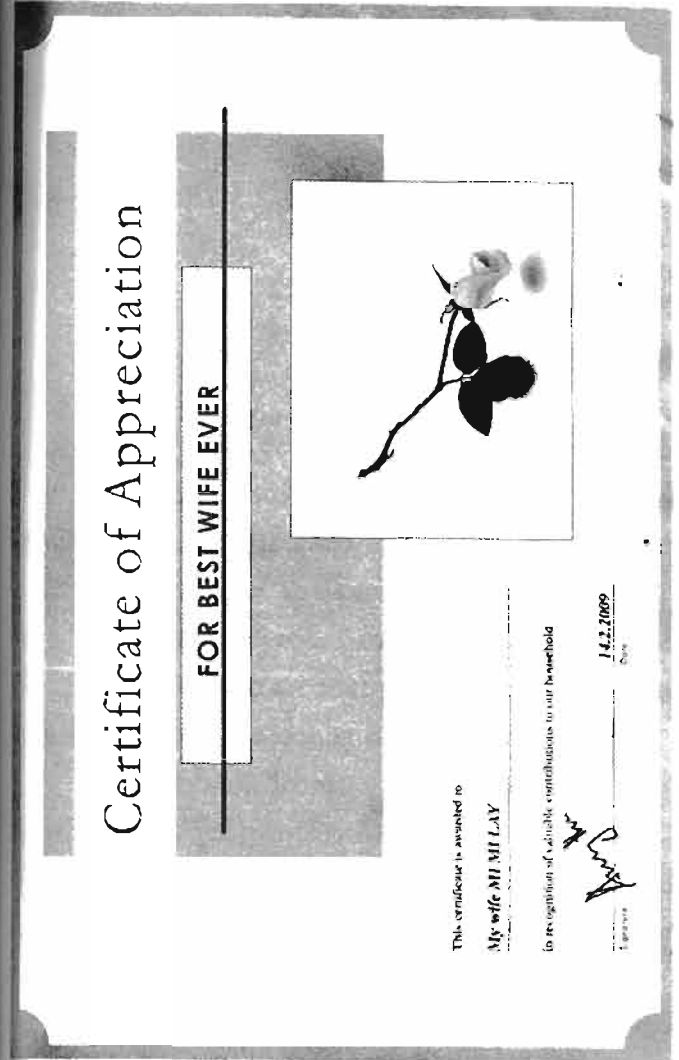 Certificate of Appreciation
FOR BEST WIFE EVER
This certificate is awarded to
My wife MI MI LAY
in recognition of valuable contributions to our household
14.2.2009
Signature
Date